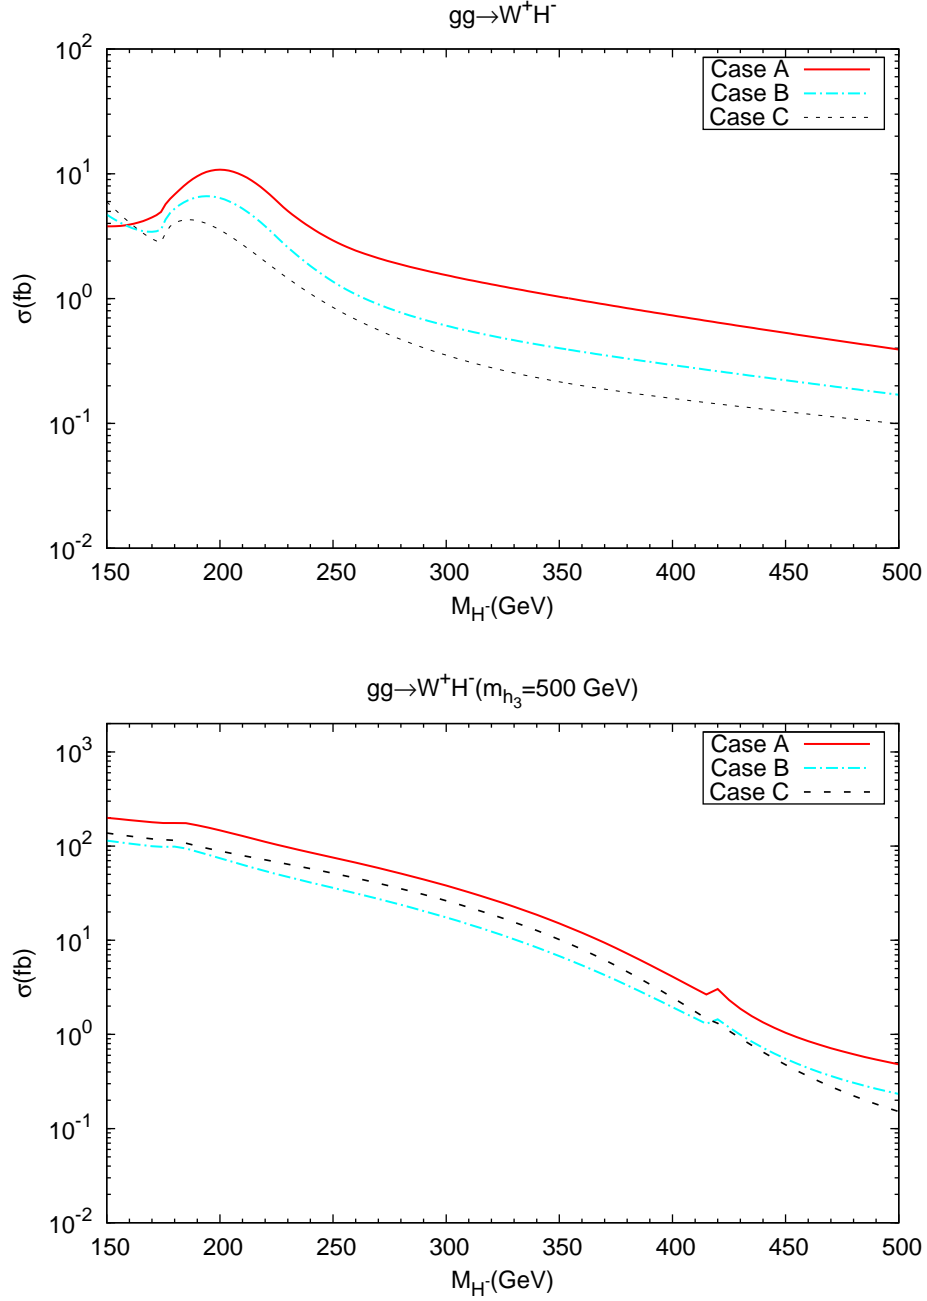 gg→W⁺H⁻
10²
10¹
10⁰
10⁻¹
10⁻²
σ(fb)
Case A
Case B
Case C
150 200 250 300 350 400 450 500
M_H⁻(GeV)
gg→W⁺H⁻(m_h₃=500 GeV)
10³
10²
10¹
10⁰
10⁻¹
10⁻²
σ(fb)
Case A
Case B
Case C
150 200 250 300 350 400 450 500
M_H⁻(GeV)